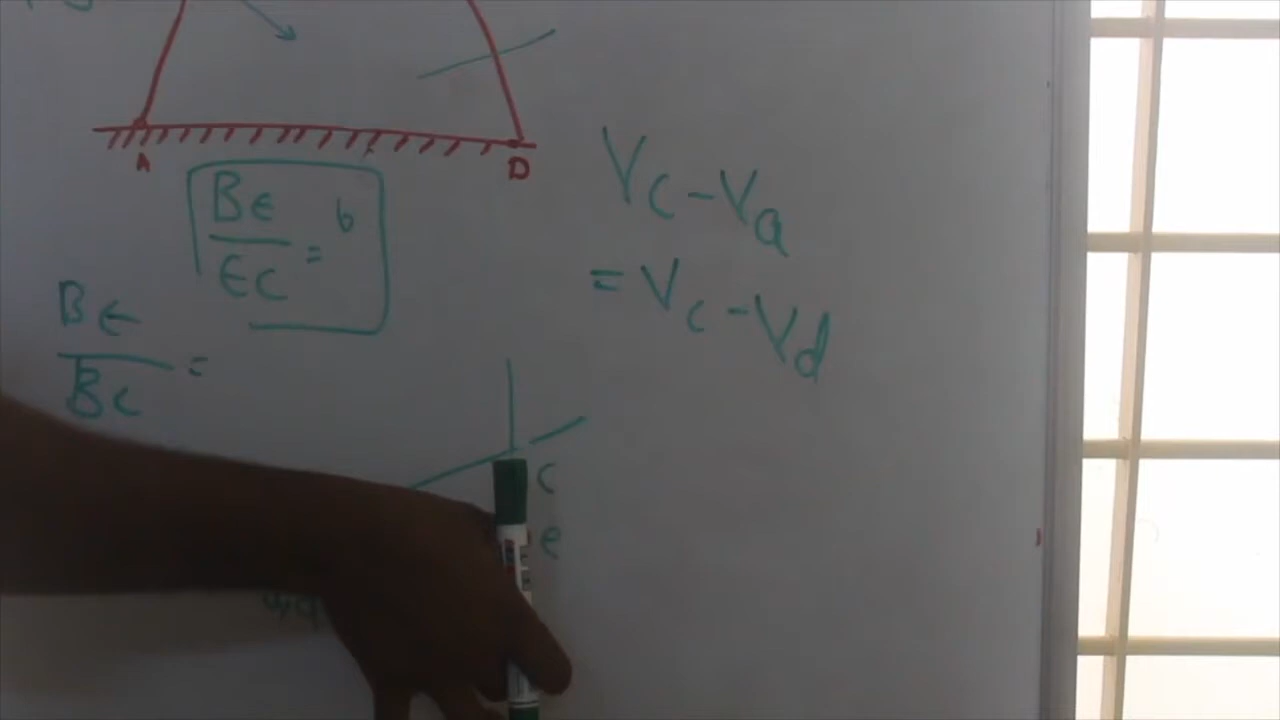 A D
BE
EC = 6
BE
BC =
Vc - Va
= Vc - Vd
c
e